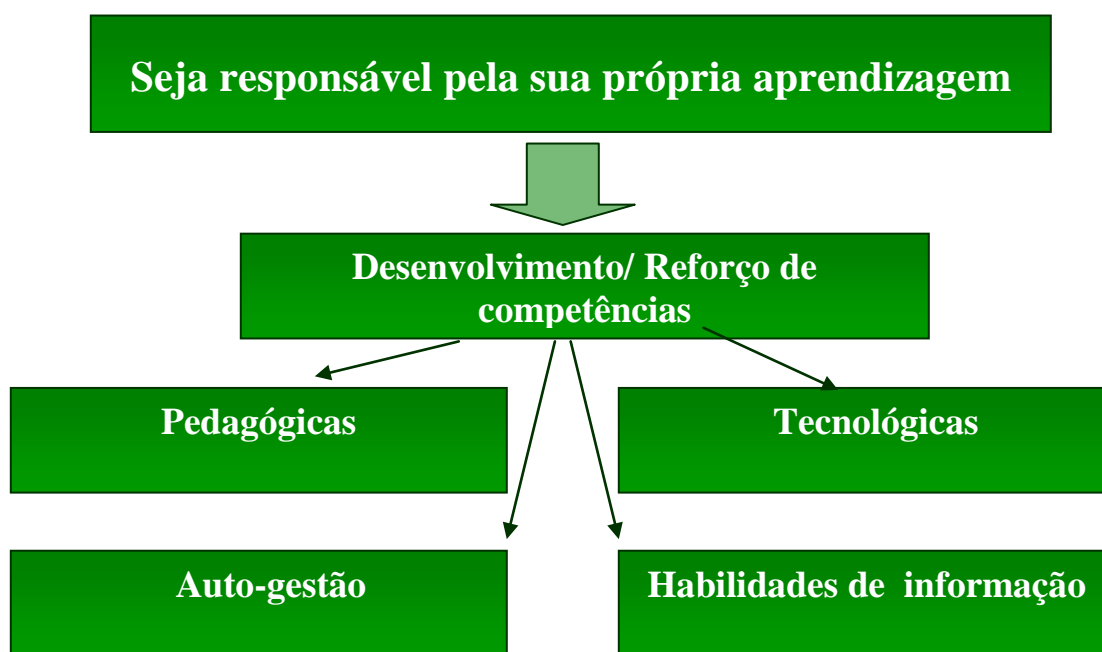 Seja responsável pela sua própria aprendizagem
Desenvolvimento/ Reforço de
competências
Pedagógicas
Tecnológicas
Auto-gestão
Habilidades de informação